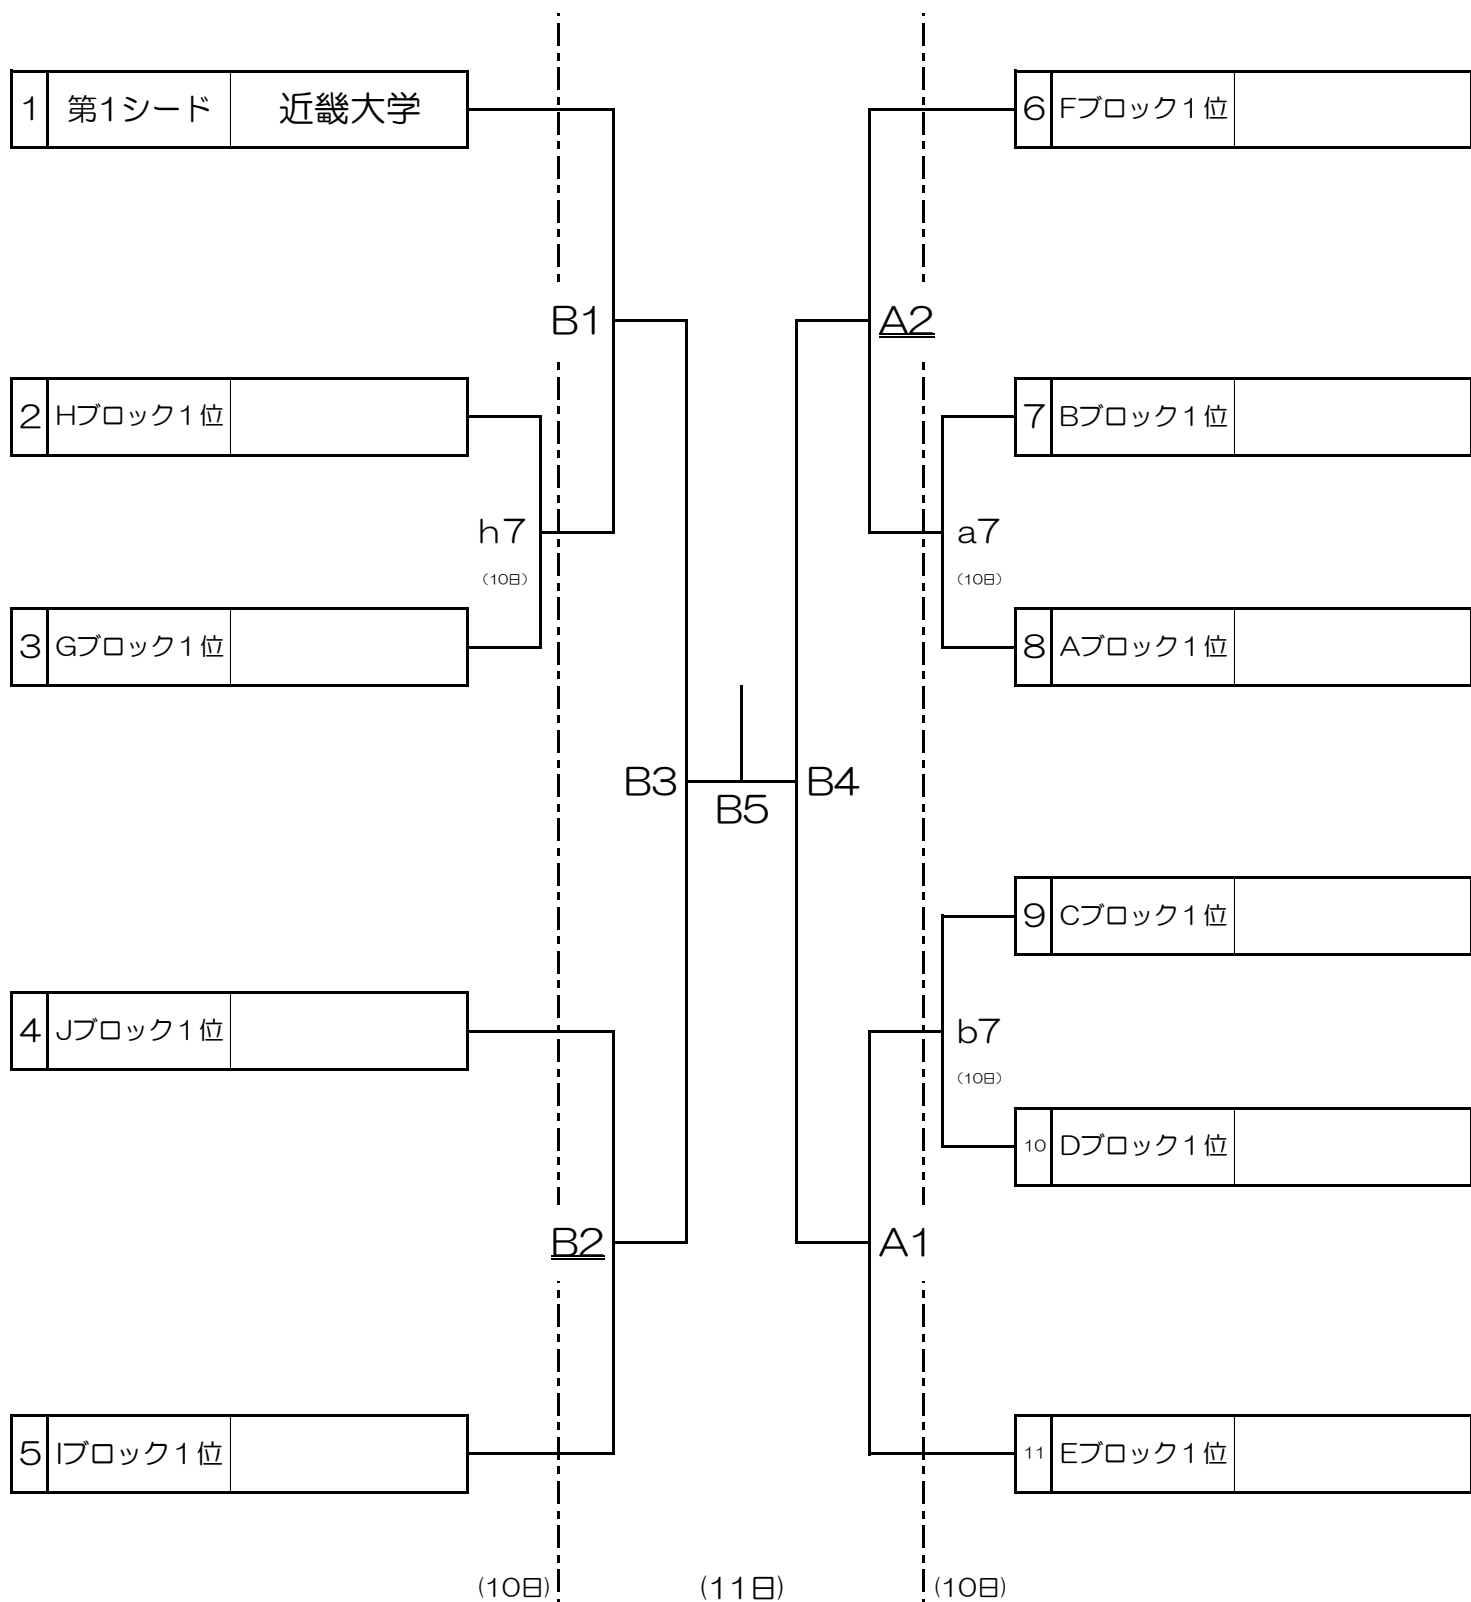 1 第1シード 近畿大学
B1
2 Hブロック１位
h7
(10日)
3 Gブロック１位
B3
4 Jブロック１位
B2
5 Iブロック１位
6 Fブロック１位
A2
7 Bブロック１位
a7
(10日)
8 Aブロック１位
B4
B5
9 Cブロック１位
b7
(10日)
10 Dブロック１位
A1
11 Eブロック１位
(10日) (11日) (10日)